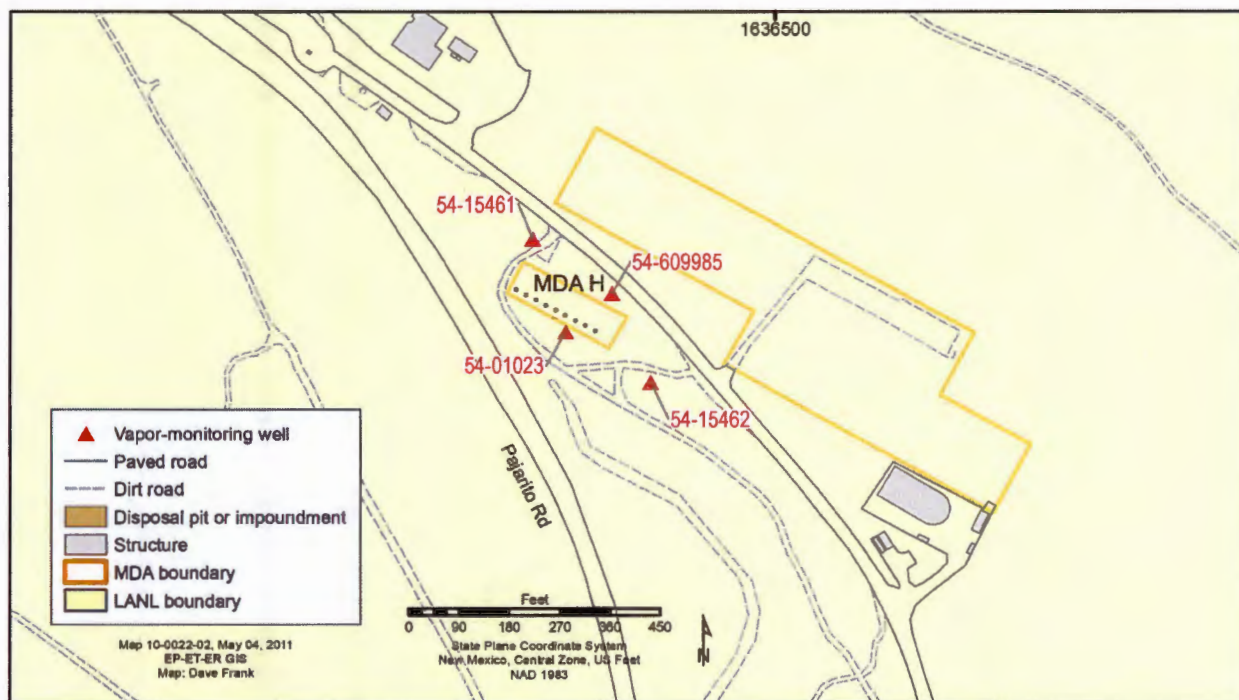 1636500
54-15461
54-609985
MDA H
54-01023
54-15462
Pajarito Rd
Vapor-monitoring well
Paved road
Dirt road
Disposal pit or impoundment
Structure
MDA boundary
LANL boundary
Map 10-0022-02, May 04, 2011
EP-ET-ER GIS
Map: Dave Frank
Feet
0 90 180 270 360 450
State Plane Coordinate System
New Mexico, Central Zone, US Feet
NAD 1983
N